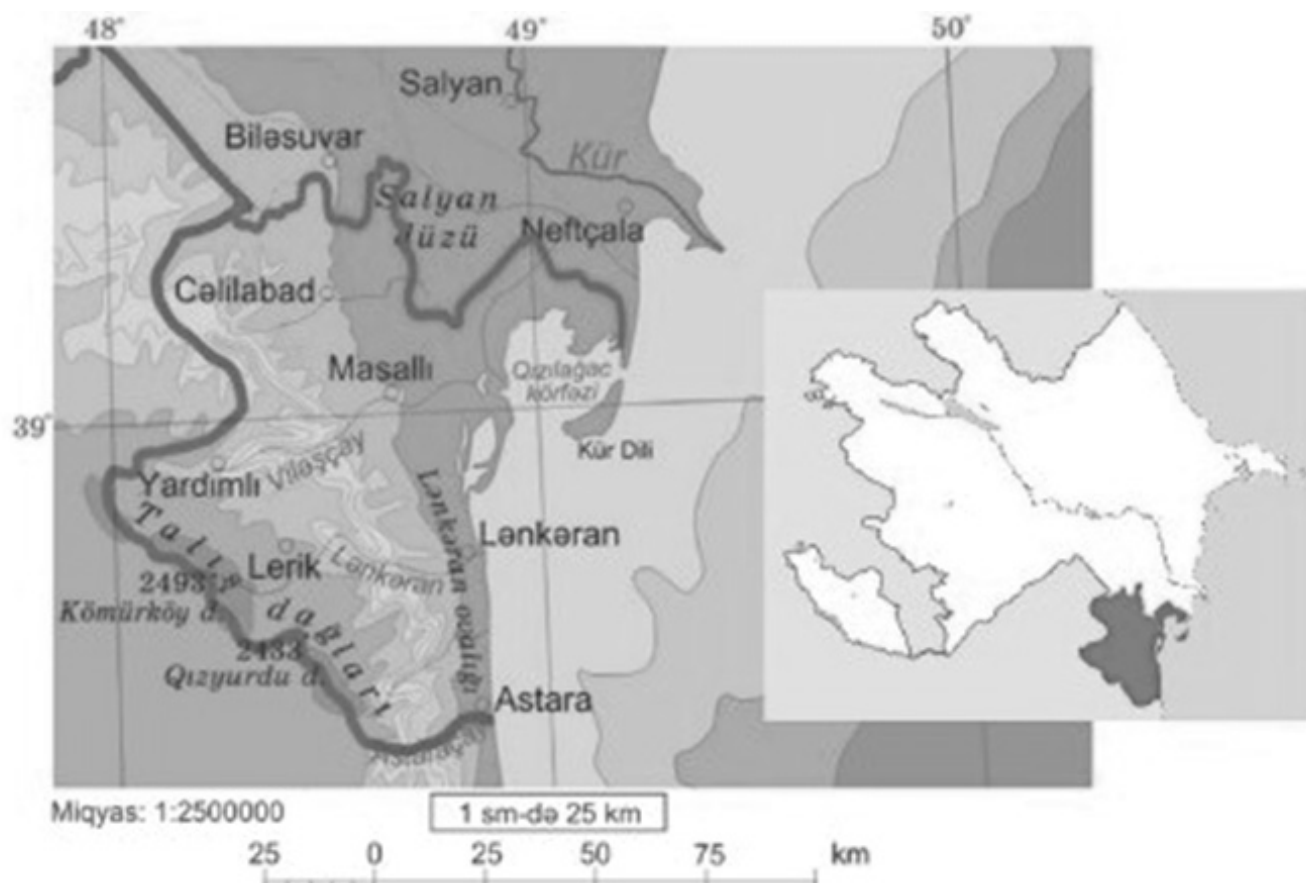 48°
49°
50°
Salyan
Biləsuvar
Kür
Salyan
düzü
Neftçala
Cəlilabad
Masallı
Qızılağac
körfəzi
39°
Kür Dili
Yardımlı
Viləşçay
Lənkəran ovalığı
Talış dağları
Lənkəran
Lerik
Lənkəran
2493
Kömürköy d.
2433
Qızyurdu d.
Astara
Astaraçay
Miqyas: 1:2500000
1 sm-də 25 km
25 0 25 50 75 km